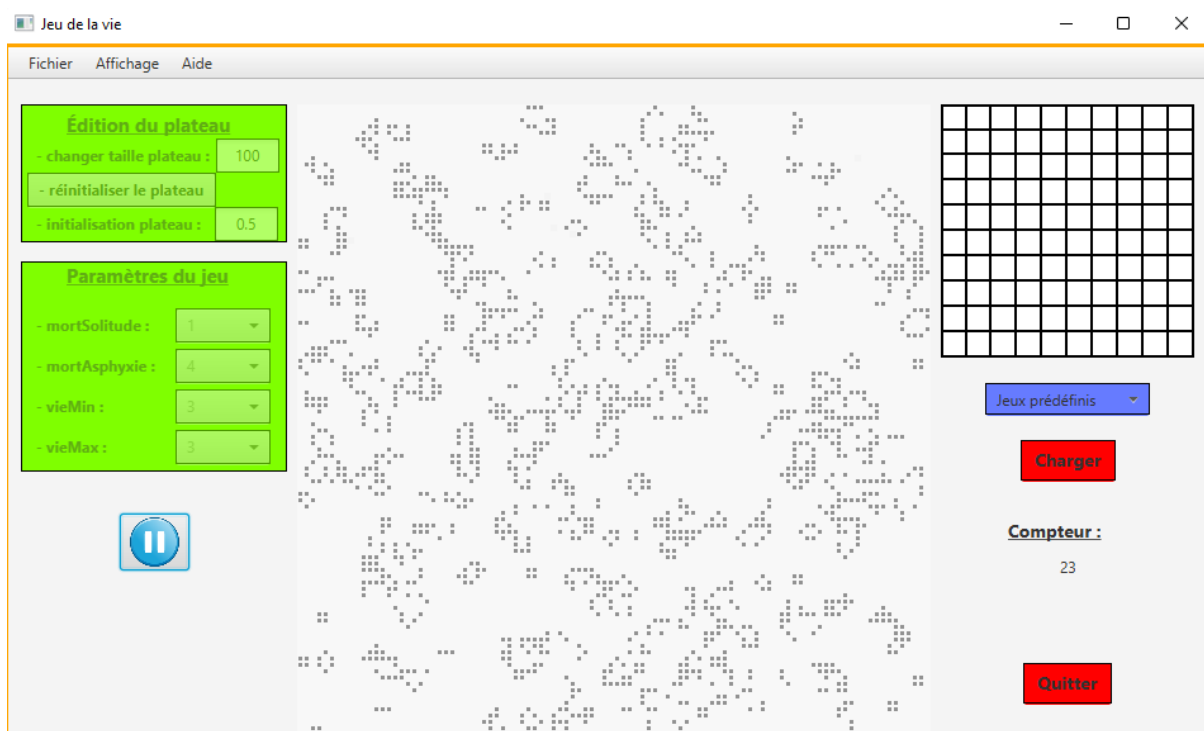 Jeu de la vie
Fichier Affichage Aide
Édition du plateau
- changer taille plateau : 100
- réinitialiser le plateau
- initialisation plateau : 0.5
Paramètres du jeu
- mortSolitude : 1
- mortAsphyxie : 4
- vieMin : 3
- vieMax : 3
Jeux prédéfinis
Charger
Compteur :
23
Quitter